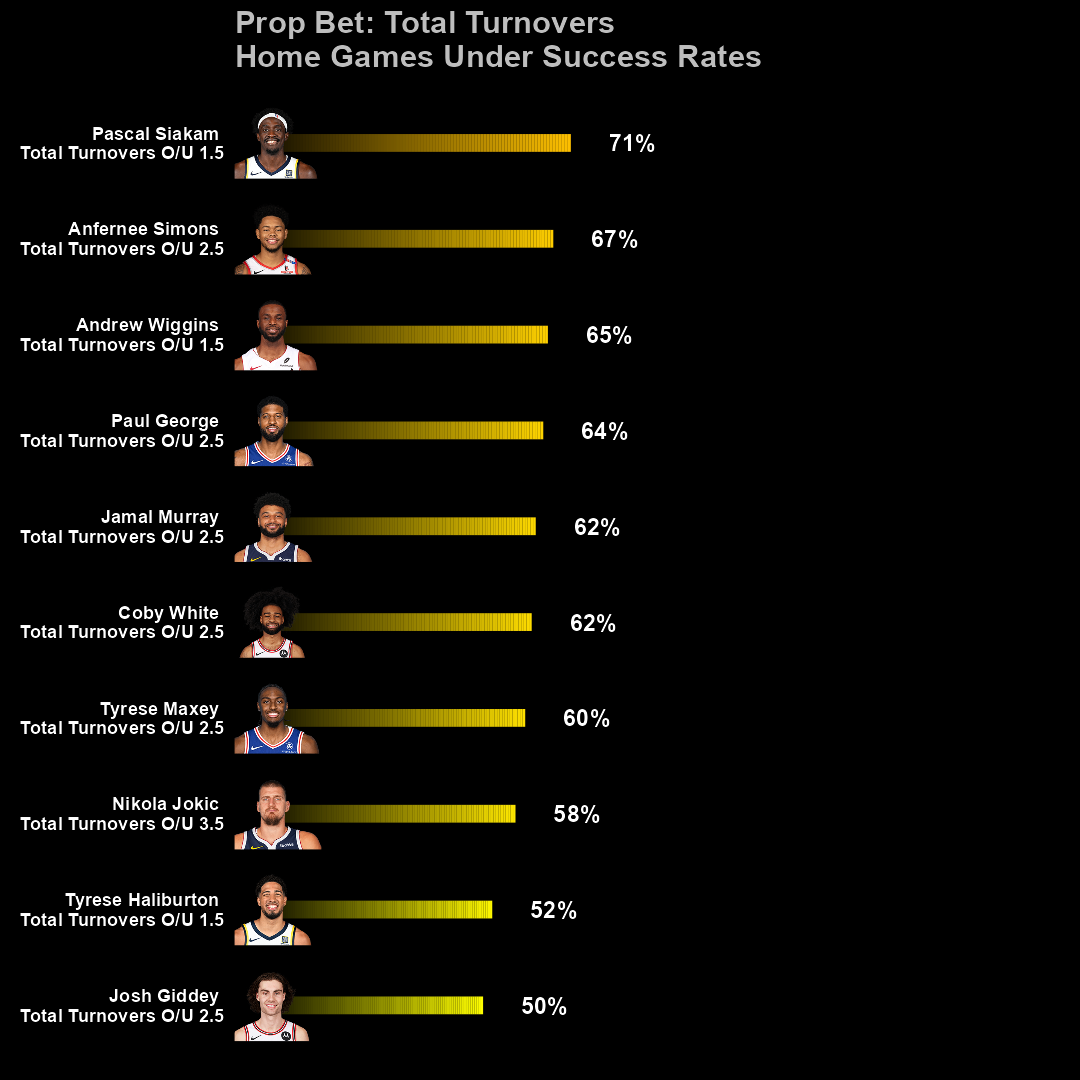 Prop Bet: Total Turnovers
Home Games Under Success Rates
Pascal Siakam
Total Turnovers O/U 1.5
71%
Anfernee Simons
Total Turnovers O/U 2.5
67%
Andrew Wiggins
Total Turnovers O/U 1.5
65%
Paul George
Total Turnovers O/U 2.5
64%
Jamal Murray
Total Turnovers O/U 2.5
62%
Coby White
Total Turnovers O/U 2.5
62%
Tyrese Maxey
Total Turnovers O/U 2.5
60%
Nikola Jokic
Total Turnovers O/U 3.5
58%
Tyrese Haliburton
Total Turnovers O/U 1.5
52%
Josh Giddey
Total Turnovers O/U 2.5
50%